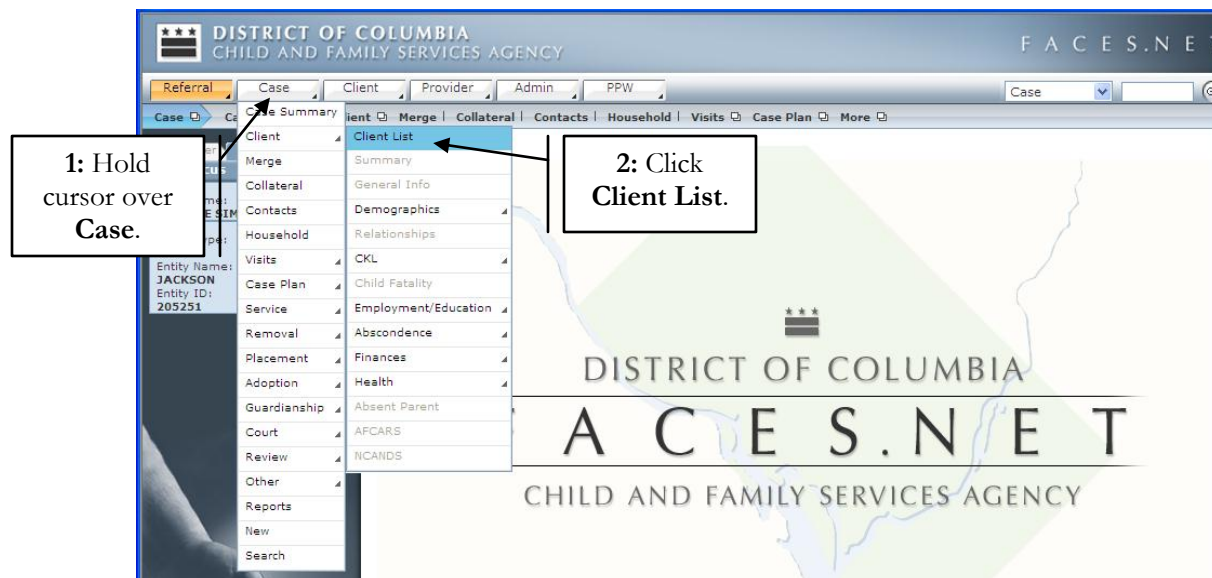 DISTRICT OF COLUMBIA
CHILD AND FAMILY SERVICES AGENCY
FACES.NET
Referral Case Client Provider Admin PPW
Case
Case
Merge | Collateral | Contacts | Household | Visits Case Plan More
1: Hold
cursor over
Case.
2: Click
Client List.
Entity Name:
JACKSON
Entity ID:
205251
Case Summary
Client
Merge
Collateral
Contacts
Household
Visits
Case Plan
Service
Removal
Placement
Adoption
Guardianship
Court
Review
Other
Reports
New
Search
Client List
Summary
General Info
Demographics
Relationships
CKL
Child Fatality
Employment/Education
Abscondence
Finances
Health
Absent Parent
AFCARS
NCANDS
DISTRICT OF COLUMBIA
A C E S . N E T
CHILD AND FAMILY SERVICES AGENCY